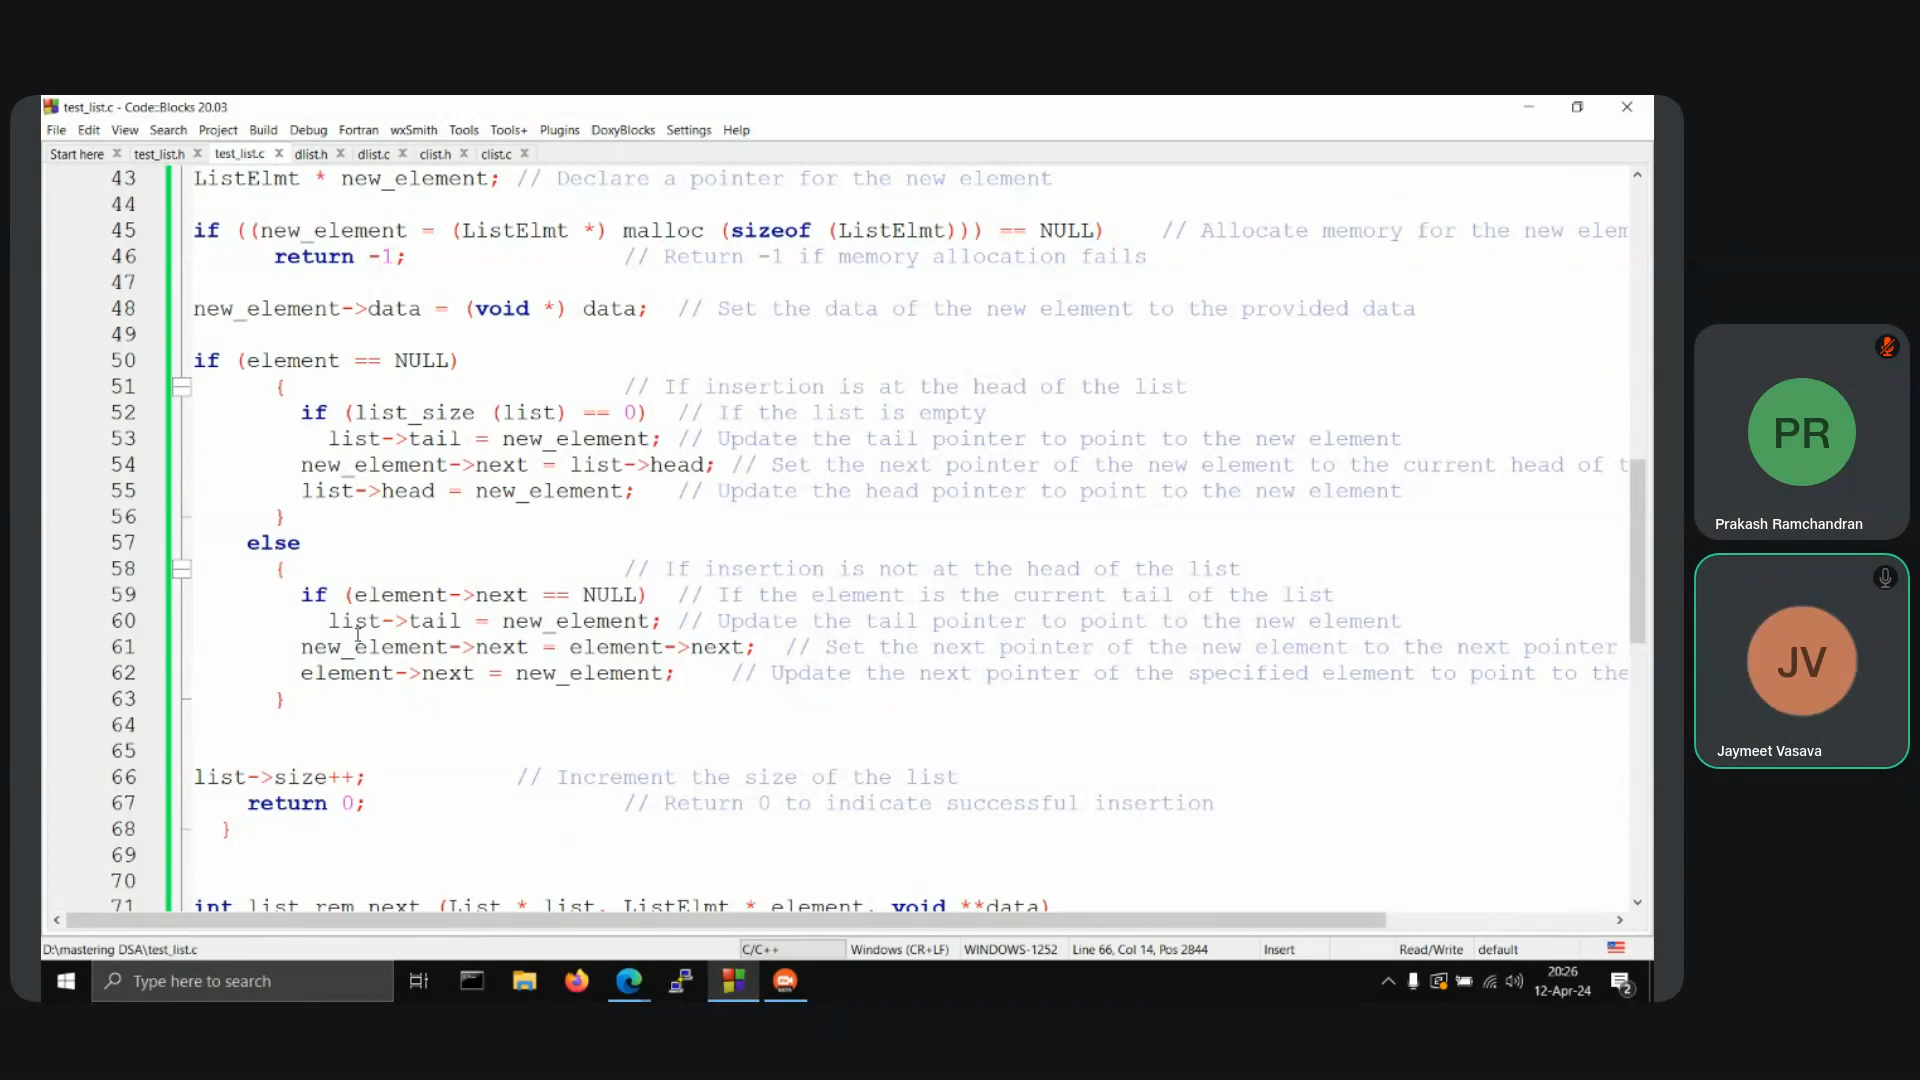 test_list.c - Code::Blocks 20.03
File Edit View Search Project Build Debug Fortran wxSmith Tools Tools+ Plugins DoxyBlocks Settings Help
Start here test_list.h test_list.c dlist.h dlist.c clist.h clist.c
43 ListElmt * new_element; // Declare a pointer for the new element
44
45 if ((new_element = (ListElmt *) malloc (sizeof (ListElmt))) == NULL) // Allocate memory for the new elem
46 return -1; // Return -1 if memory allocation fails
47
48 new_element->data = (void *) data; // Set the data of the new element to the provided data
49
50 if (element == NULL)
51 { // If insertion is at the head of the list
52 if (list_size (list) == 0) // If the list is empty
53 list->tail = new_element; // Update the tail pointer to point to the new element
54 new_element->next = list->head; // Set the next pointer of the new element to the current head of t
55 list->head = new_element; // Update the head pointer to point to the new element
56 }
57 else
58 { // If insertion is not at the head of the list
59 if (element->next == NULL) // If the element is the current tail of the list
60 list->tail = new_element; // Update the tail pointer to point to the new element
61 new_element->next = element->next; // Set the next pointer of the new element to the next pointer
62 element->next = new_element; // Update the next pointer of the specified element to point to the
63 }
64
65
66 list->size++; // Increment the size of the list
67 return 0; // Return 0 to indicate successful insertion
68 }
69
70
71 int list_rem_next (List * list, ListElmt * element, void **data)
D:\mastering DSA\test_list.c C/C++ Windows (CR+LF) WINDOWS-1252 Line 66, Col 14, Pos 2844 Insert Read/Write default
Type here to search
20:26
12-Apr-24
2
PR
Prakash Ramchandran
JV
Jaymeet Vasava